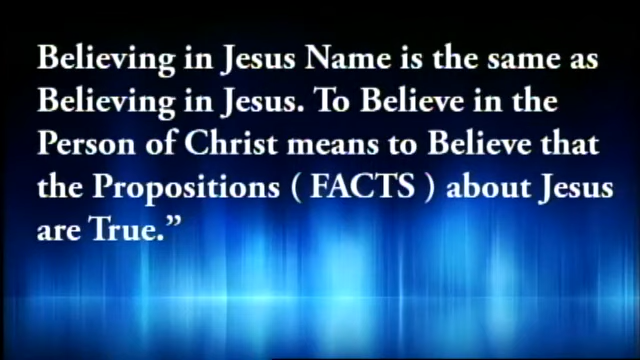 Believing in Jesus Name is the same as
Believing in Jesus. To Believe in the
Person of Christ means to Believe that
the Propositions ( FACTS ) about Jesus
are True.”